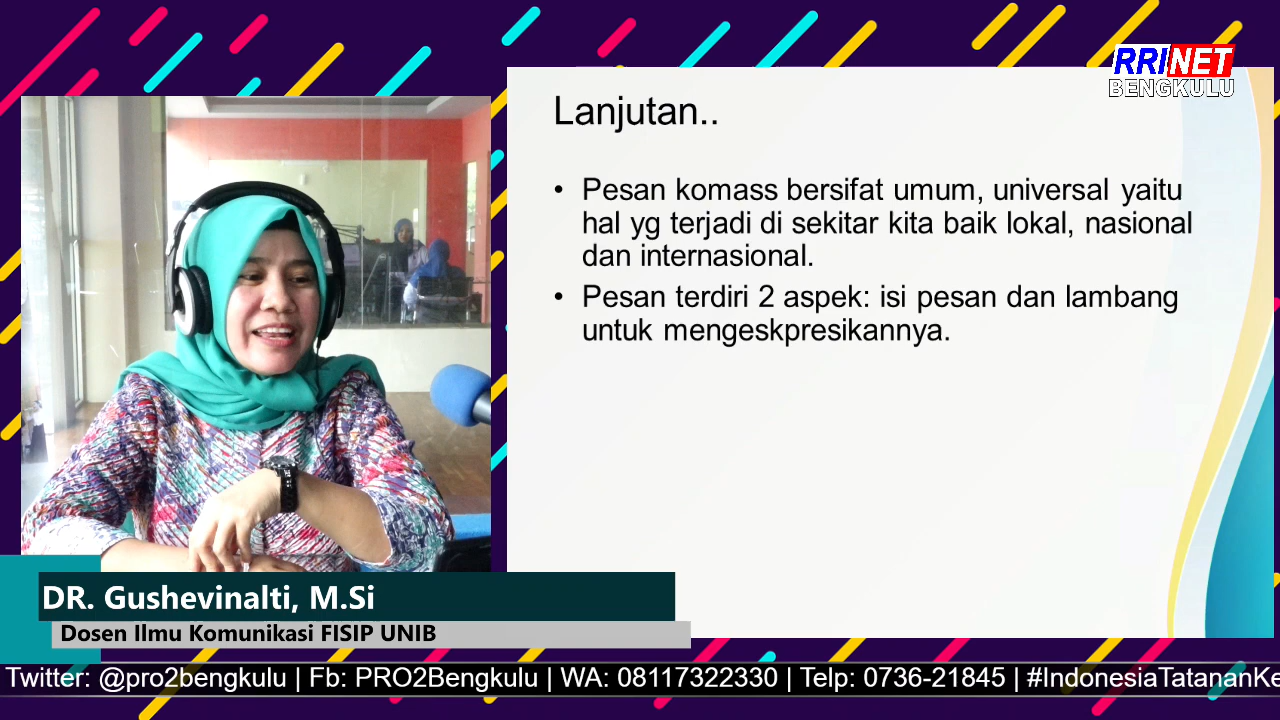 RRI NET
BENGKULU
Lanjutan..
• Pesan komass bersifat umum, universal yaitu
hal yg terjadi di sekitar kita baik lokal, nasional
dan internasional.
• Pesan terdiri 2 aspek: isi pesan dan lambang
untuk mengeskpresikannya.
DR. Gushevinalti, M.Si
Dosen Ilmu Komunikasi FISIP UNIB
Twitter: @pro2bengkulu | Fb: PRO2Bengkulu | WA: 08117322330 | Telp: 0736-21845 | #IndonesiaTatananKe